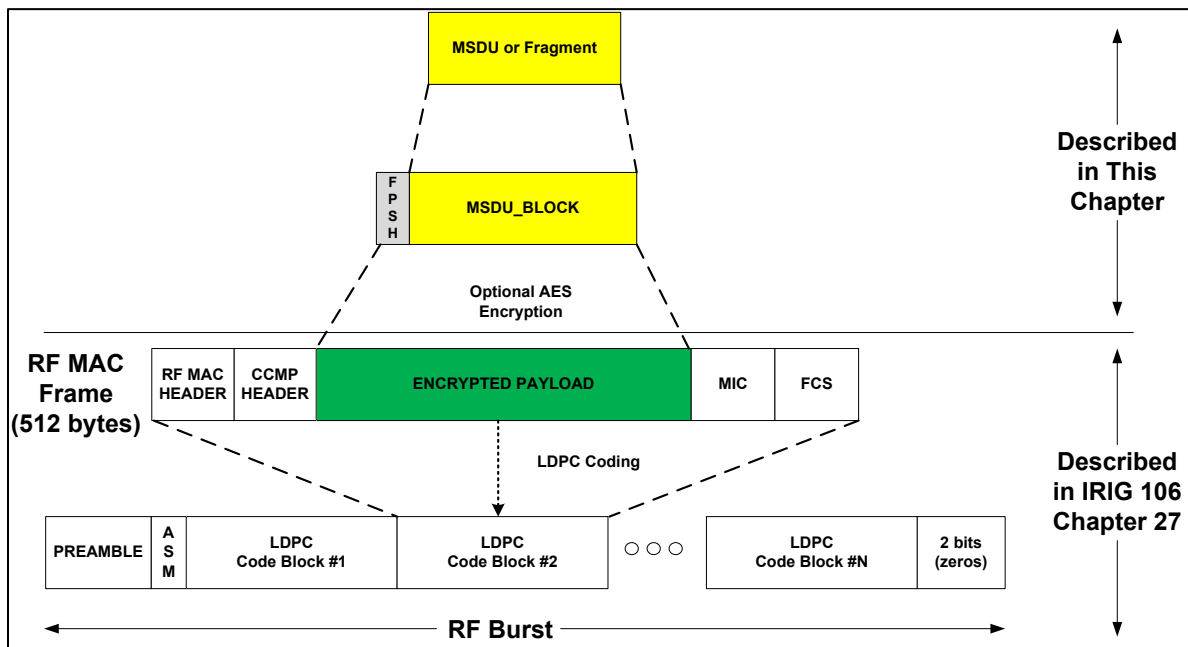 MSDU or Fragment
Described
in This
Chapter
F
P
S
H
MSDU_BLOCK
Optional AES
Encryption
RF MAC
Frame
(512 bytes)
RF MAC
HEADER
CCMP
HEADER
ENCRYPTED PAYLOAD
MIC
FCS
LDPC Coding
Described
in IRIG 106
Chapter 27
PREAMBLE
A
S
M
LDPC
Code Block #1
LDPC
Code Block #2
LDPC
Code Block #N
2 bits
(zeros)
RF Burst